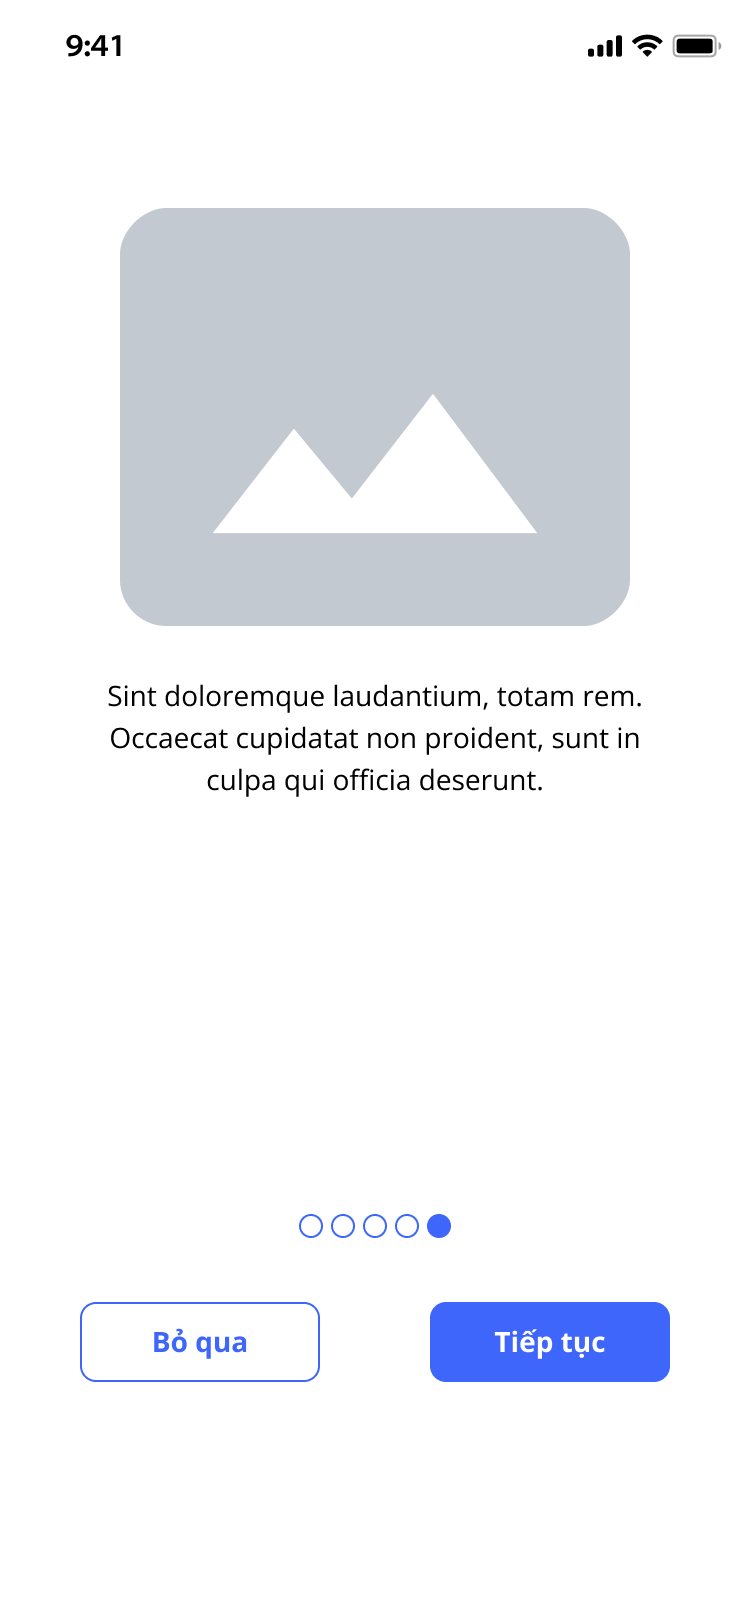 9:41
Sint doloremque laudantium, totam rem.
Occaecat cupidatat non proident, sunt in
culpa qui officia deserunt.
Bỏ qua
Tiếp tục